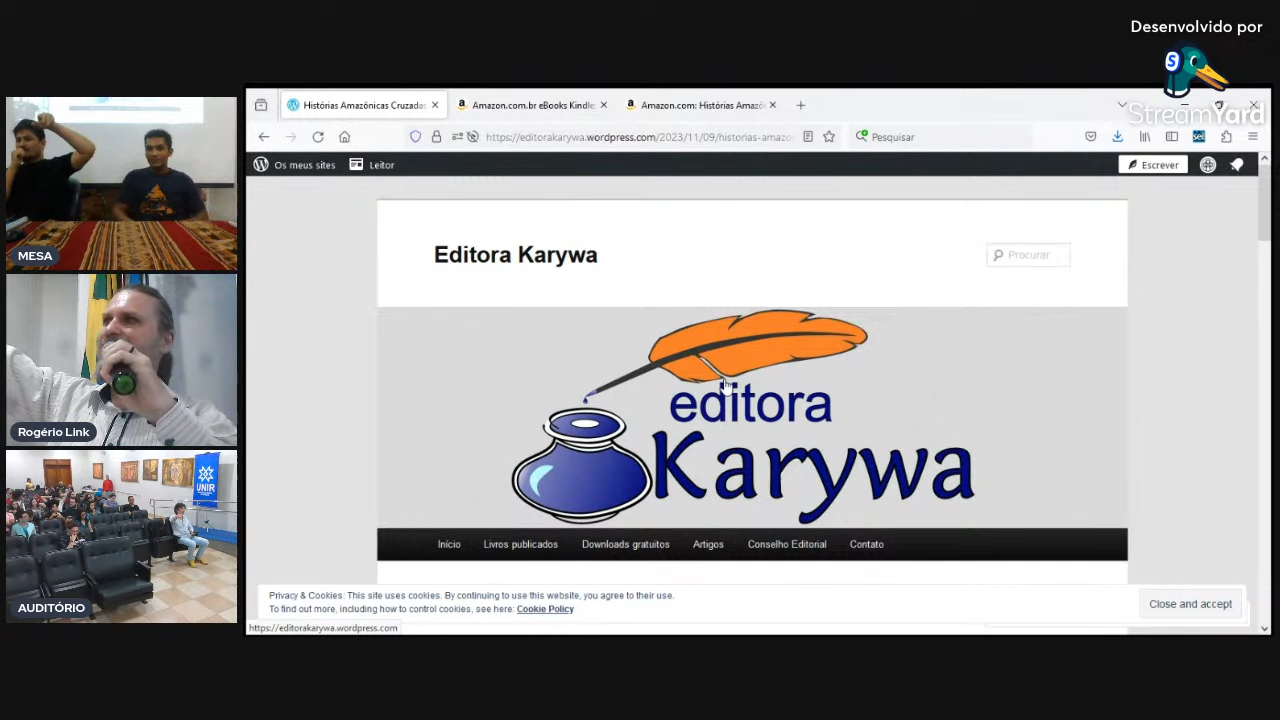 Desenvolvido por
StreamYard
Histórias Amazônicas Cruzadas
Amazon.com.br eBooks Kindle:
Amazon.com: Histórias Amazô
https://editorakarywa.wordpress.com/2023/11/09/historias-amazo
Pesquisar
Os meus sites
Leitor
Escrever
Editora Karywa
Procurar
editora
Karywa
Início
Livros publicados
Downloads gratuitos
Artigos
Conselho Editorial
Contato
Privacy & Cookies: This site uses cookies. By continuing to use this website, you agree to their use.
To find out more, including how to control cookies, see here: Cookie Policy
Close and accept
https://editorakarywa.wordpress.com
MESA
Rogério Link
UNIR
AUDITÓRIO